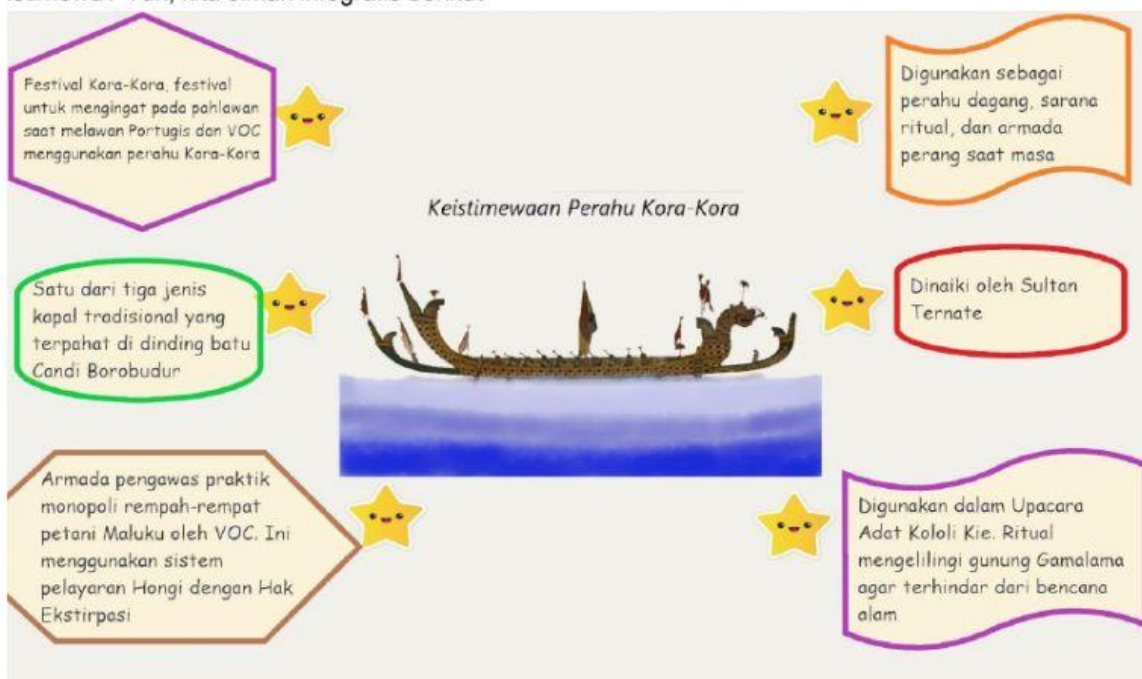 Festival Kora-Kora, festival
untuk mengingat pada pahlawan
saat melawan Portugis dan VOC
menggunakan perahu Kora-Kora
Digunakan sebagai
perahu dagang, sarana
ritual, dan armada
perang saat masa
Keistimewaan Perahu Kora-Kora
Satu dari tiga jenis
kapal tradisional yang
terpahat di dinding batu
Candi Borobudur
Dinaiki oleh Sultan
Ternate
Armada pengawas praktik
monopoli rempah-rempat
petani Maluku oleh VOC. Ini
menggunakan sistem
pelayaran Hongi dengan Hak
Ekstirpasi
Digunakan dalam Upacara
Adat Kololi Kie. Ritual
mengelilingi gunung Gamalama
agar terhindar dari bencana
alam